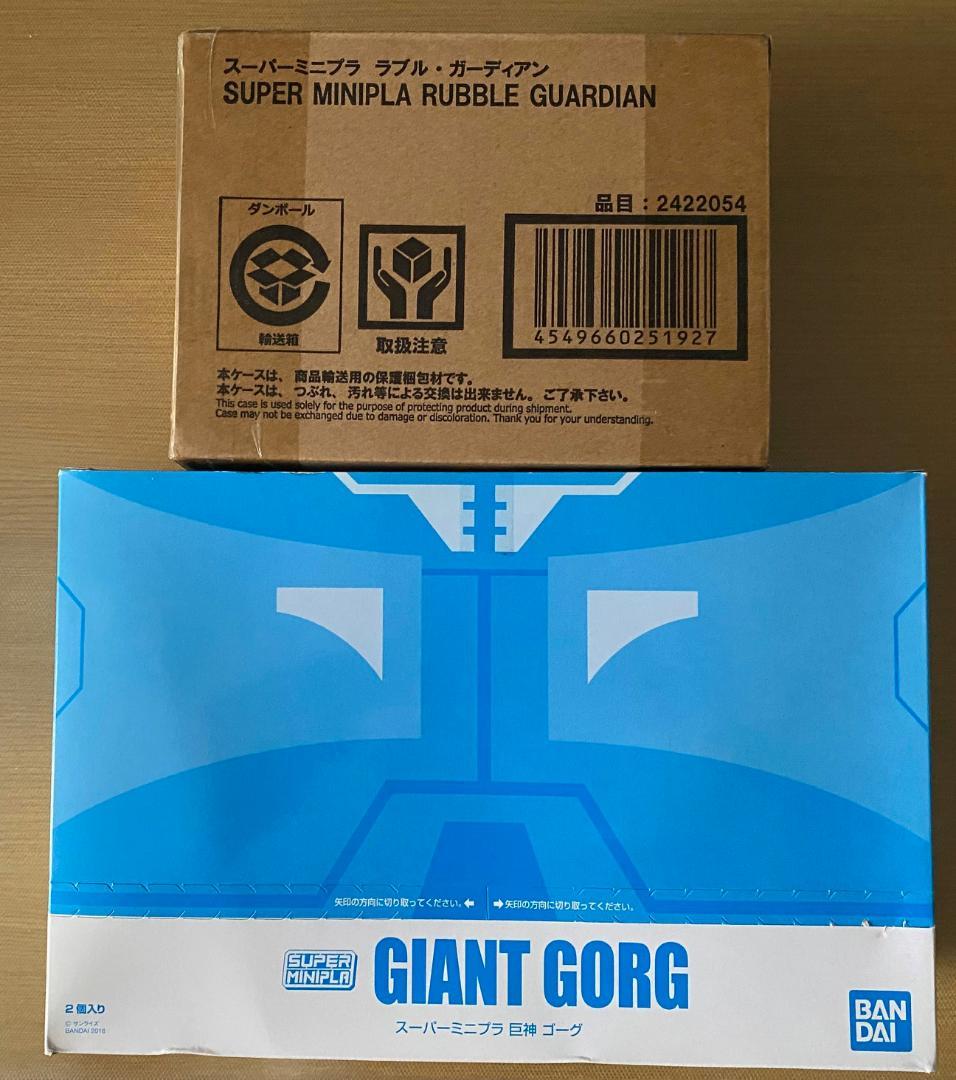 スーパーミニプラ ラブル・ガーディアン
SUPER MINIPLA RUBBLE GUARDIAN
品目：2422054
ダンボール
輸送箱
取扱注意
4549660251927
本ケースは、商品輸送用の保護梱包材です。
本ケースは、つぶれ、汚れ等による交換は出来ません。ご了承下さい。
This case is used solely for the purpose of protecting product during shipment.
Case may not be exchanged due to damage or discoloration. Thank you for your understanding.
矢印の方向に切り取ってください。← →矢印の方向に切り取ってください。
SUPER
MINIPLA
GIANT GORG
スーパーミニプラ 巨神 ゴーグ
2個入り
© サンライズ
BANDAI 2018
BAN
DAI